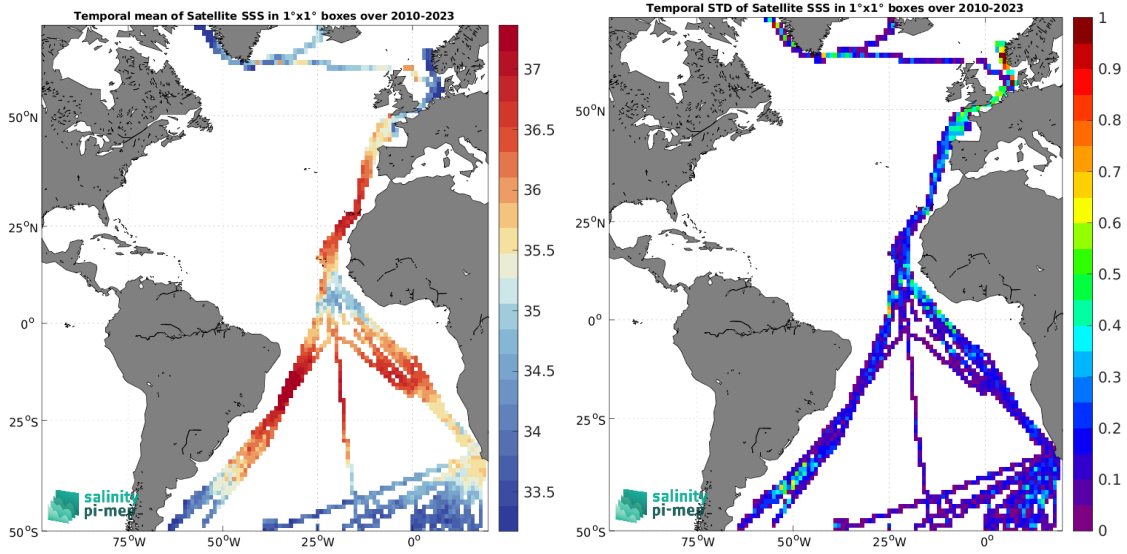 Temporal mean of Satellite SSS in 1°x1° boxes over 2010-2023
50°N
25°N
0°
25°S
50°S
75°W
50°W
25°W
0°
37
36.5
36
35.5
35
34.5
34
33.5
salinity
pi-mep
Temporal STD of Satellite SSS in 1°x1° boxes over 2010-2023
50°N
25°N
0°
25°S
50°S
75°W
50°W
25°W
0°
1
0.9
0.8
0.7
0.6
0.5
0.4
0.3
0.2
0.1
0
salinity
pi-mep